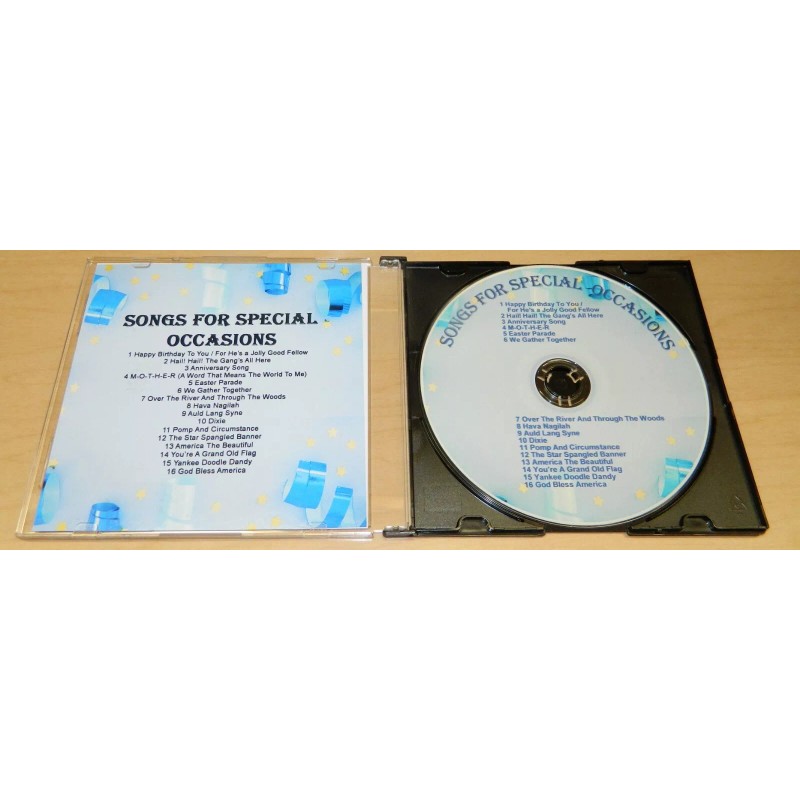 SONGS FOR SPECIAL
OCCASIONS
1 Happy Birthday To You / For He's a Jolly Good Fellow
2 Hail! Hail! The Gang's All Here
3 Anniversary Song
4 M-O-T-H-E-R (A Word That Means The World To Me)
5 Easter Parade
6 We Gather Together
7 Over The River And Through The Woods
8 Hava Nagilah
9 Auld Lang Syne
10 Dixie
11 Pomp And Circumstance
12 The Star Spangled Banner
13 America The Beautiful
14 You're A Grand Old Flag
15 Yankee Doodle Dandy
16 God Bless America
SONGS FOR SPECIAL -OCCASIONS
1 Happy Birthday To You /
For He's a Jolly Good Fellow
2 Hail! Hail! The Gang's All Here
3 Anniversary Song
4 M-O-T-H-E-R
5 Easter Parade
6 We Gather Together
7 Over The River And Through The Woods
8 Hava Nagilah
9 Auld Lang Syne
10 Dixie
11 Pomp And Circumstance
12 The Star Spangled Banner
13 America The Beautiful
14 You're A Grand Old Flag
15 Yankee Doodle Dandy
16 God Bless America